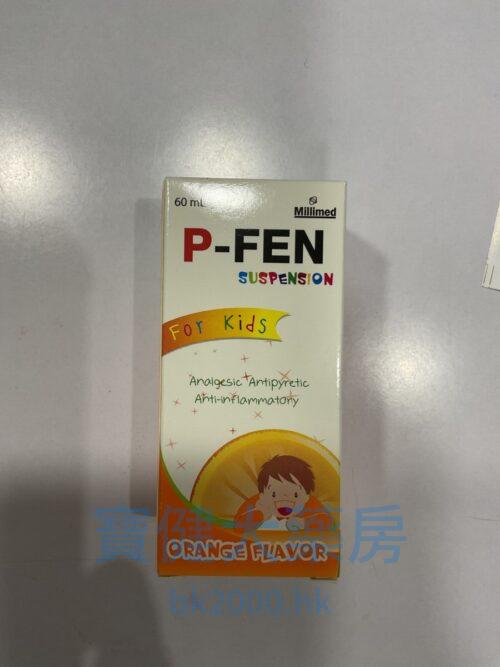 60 mL
Millimed
P-FEN
SUSPENSION
For Kids
Analgesic Antipyretic
Anti-inflammatory
寶健大藥房
ORANGE FLAVOR
bk2000.hk